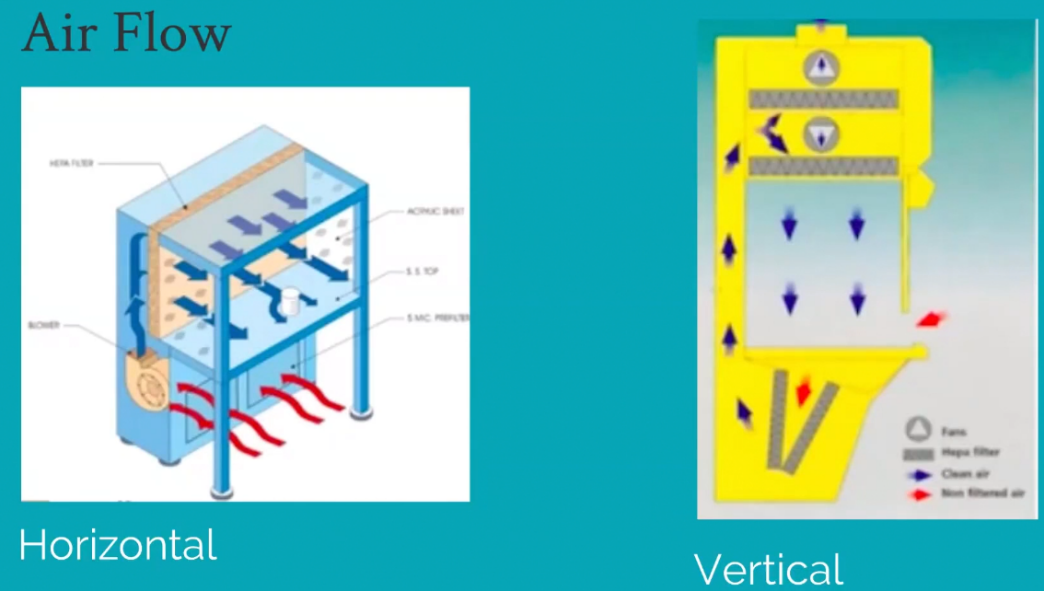 Air Flow
HEPA FILTER
ACRYLIC SHEET
S. S. TOP
5 MIC. PREFILTER
BLOWER
Horizontal
Fans
Hepa filter
Clean air
Non filtered air
Vertical